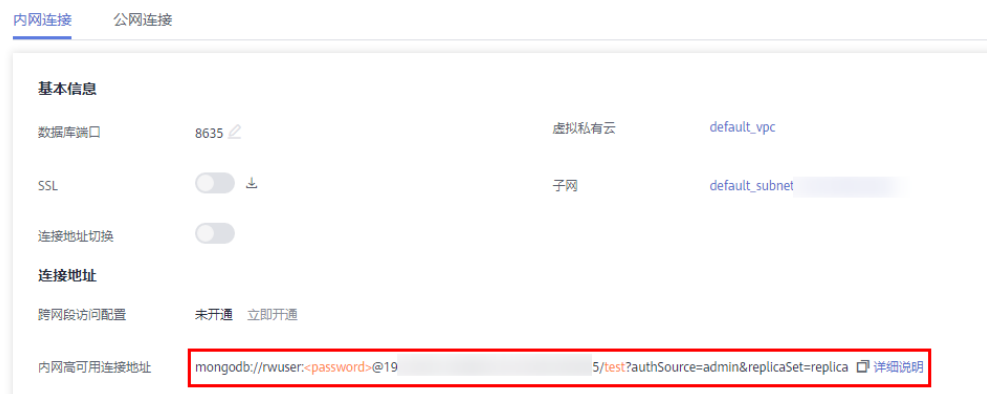 内网连接 公网连接
基本信息
数据库端口 8635 虚拟私有云 default_vpc
SSL 子网 default_subnet
连接地址切换
连接地址
跨网段访问配置 未开通 立即开通
内网高可用连接地址 mongodb://rwuser:<password>@19 5/test?authSource=admin&replicaSet=replica 详细说明